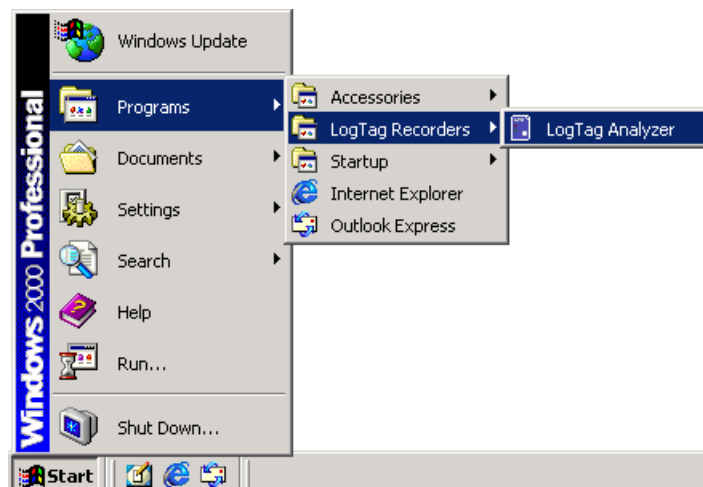 Windows Update
Programs
Documents
Settings
Search
Help
Run...
Shut Down...
Accessories
LogTag Recorders
Startup
Internet Explorer
Outlook Express
LogTag Analyzer
Windows 2000 Professional
Start